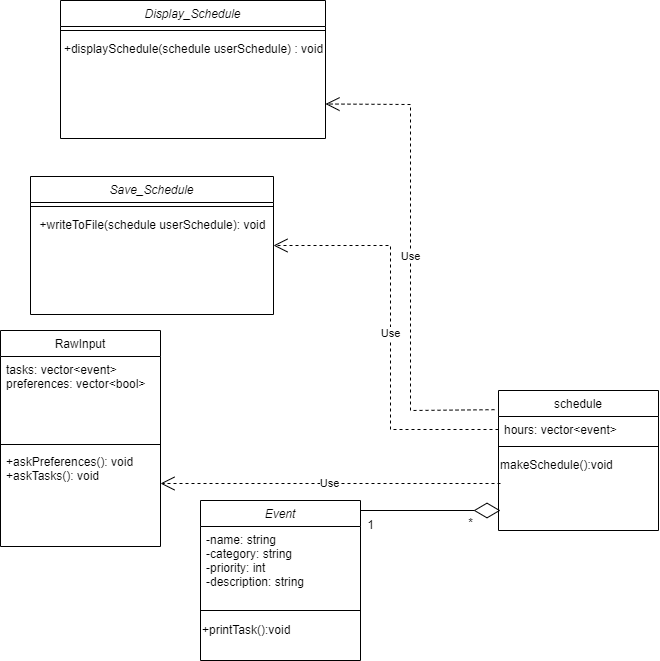 Display_Schedule
+displaySchedule(schedule userSchedule) : void
Save_Schedule
+writeToFile(schedule userSchedule): void
Use
Use
RawInput
tasks: vector<event>
preferences: vector<bool>
+askPreferences(): void
+askTasks(): void
schedule
hours: vector<event>
makeSchedule():void
Use
Event
-name: string
-category: string
-priority: int
-description: string
+printTask():void
1
*